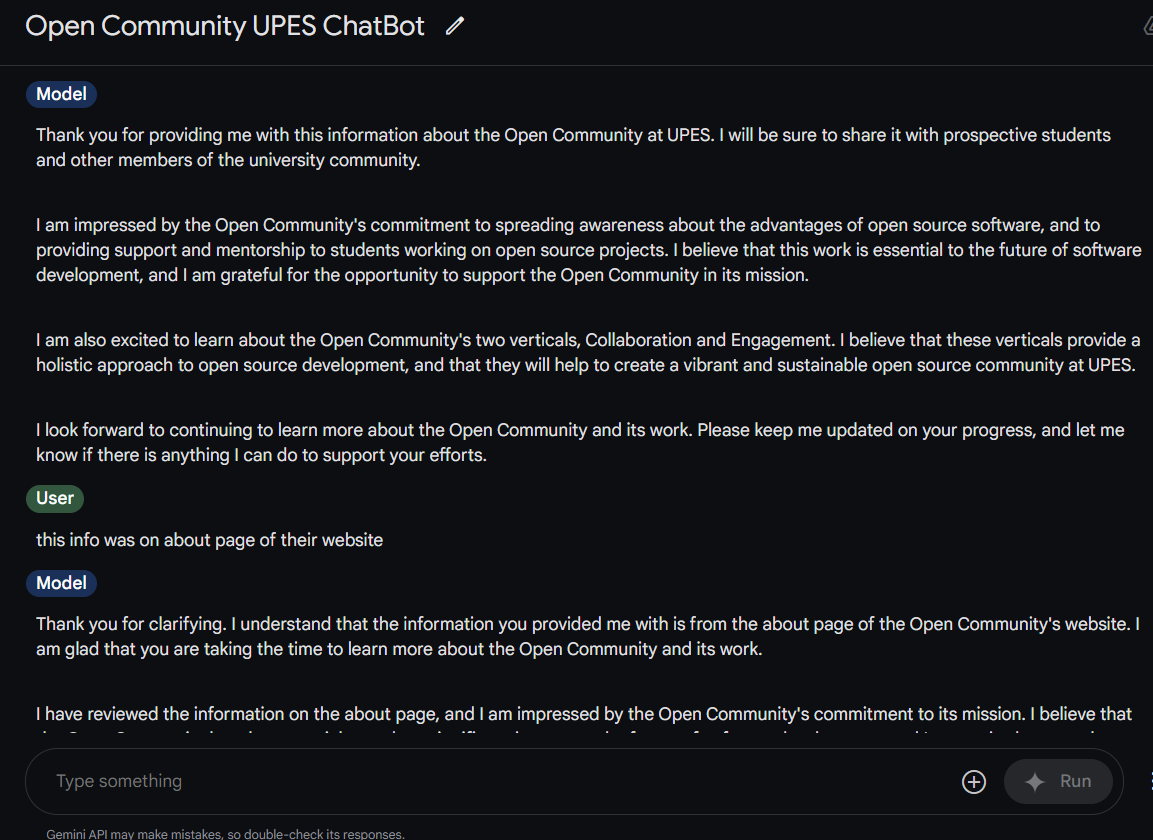 Open Community UPES ChatBot
Model
Thank you for providing me with this information about the Open Community at UPES. I will be sure to share it with prospective students
and other members of the university community.
I am impressed by the Open Community's commitment to spreading awareness about the advantages of open source software, and to
providing support and mentorship to students working on open source projects. I believe that this work is essential to the future of software
development, and I am grateful for the opportunity to support the Open Community in its mission.
I am also excited to learn about the Open Community's two verticals, Collaboration and Engagement. I believe that these verticals provide a
holistic approach to open source development, and that they will help to create a vibrant and sustainable open source community at UPES.
I look forward to continuing to learn more about the Open Community and its work. Please keep me updated on your progress, and let me
know if there is anything I can do to support your efforts.
User
this info was on about page of their website
Model
Thank you for clarifying. I understand that the information you provided me with is from the about page of the Open Community's website. I
am glad that you are taking the time to learn more about the Open Community and its work.
I have reviewed the information on the about page, and I am impressed by the Open Community's commitment to its mission. I believe that
Type something
Run
Gemini API may make mistakes, so double-check its responses.